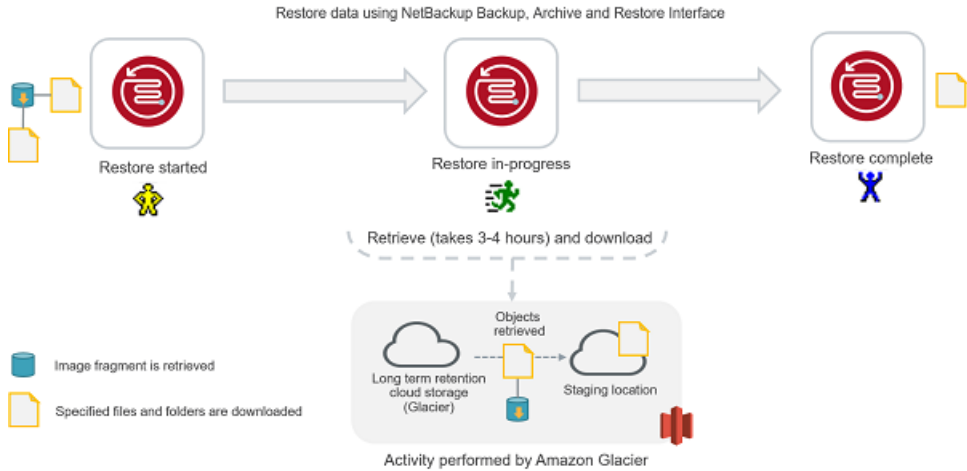 Restore data using NetBackup Backup, Archive and Restore Interface
Restore started
Restore in-progress
Restore complete
Retrieve (takes 3-4 hours) and download
Objects
retrieved
Long term retention
cloud storage
(Glacier)
Staging location
Image fragment is retrieved
Specified files and folders are downloaded
Activity performed by Amazon Glacier